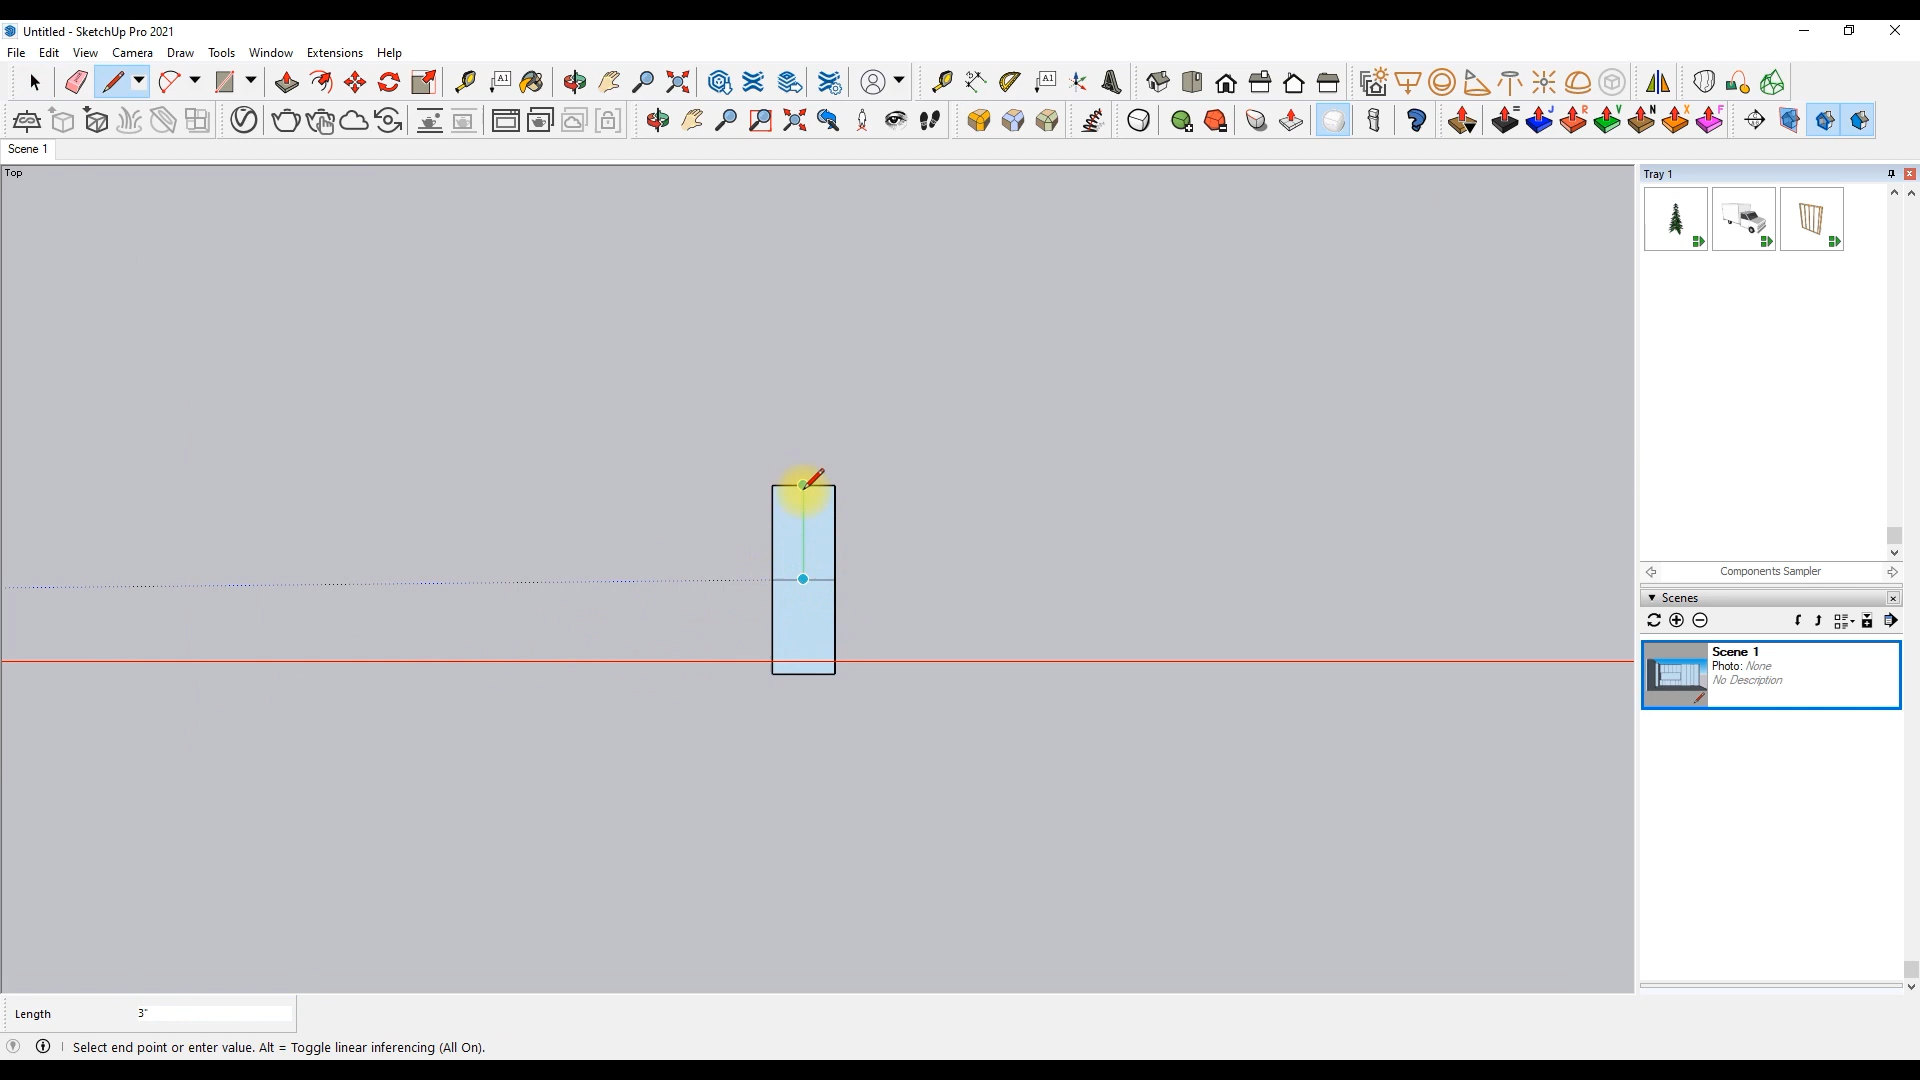 Untitled - SketchUp Pro 2021
File Edit View Camera Draw Tools Window Extensions Help
Scene 1
Top
Tray 1
Components Sampler
Scenes
Scene 1
Photo: None
No Description
Length 3"
Select end point or enter value. Alt = Toggle linear inferencing (All On).